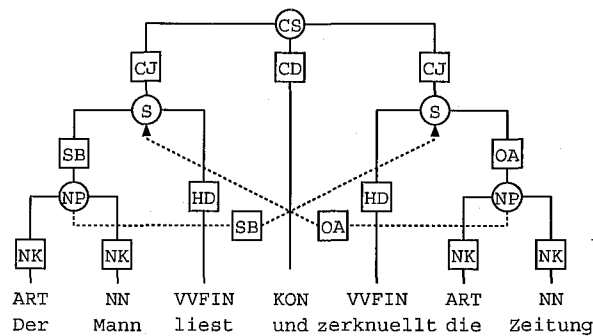 CS
CJ CD CJ
S S
SB OA
NP HD HD NP
SB OA
NK NK NK NK
ART NN VVFIN KON VVFIN ART NN
Der Mann liest und zerknuellt die Zeitung